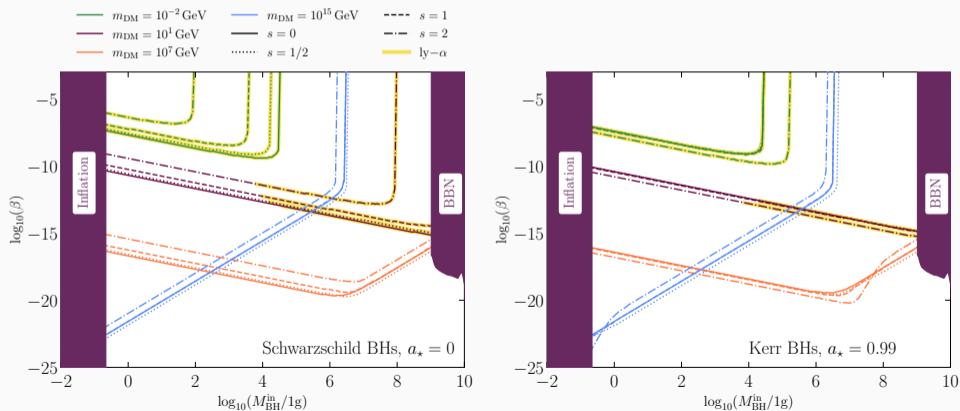 m_DM = 10^−2 GeV m_DM = 10^15 GeV s = 1
m_DM = 10^1 GeV s = 0 s = 2
m_DM = 10^7 GeV s = 1/2 ly−α
−5
−10
−15
−20
−25
log10(β)
Inflation
BBN
Schwarzschild BHs, a⋆ = 0
−2 0 2 4 6 8 10
log10(M_BH^in/1g)
−5
−10
−15
−20
−25
log10(β)
Inflation
BBN
Kerr BHs, a⋆ = 0.99
−2 0 2 4 6 8 10
log10(M_BH^in/1g)